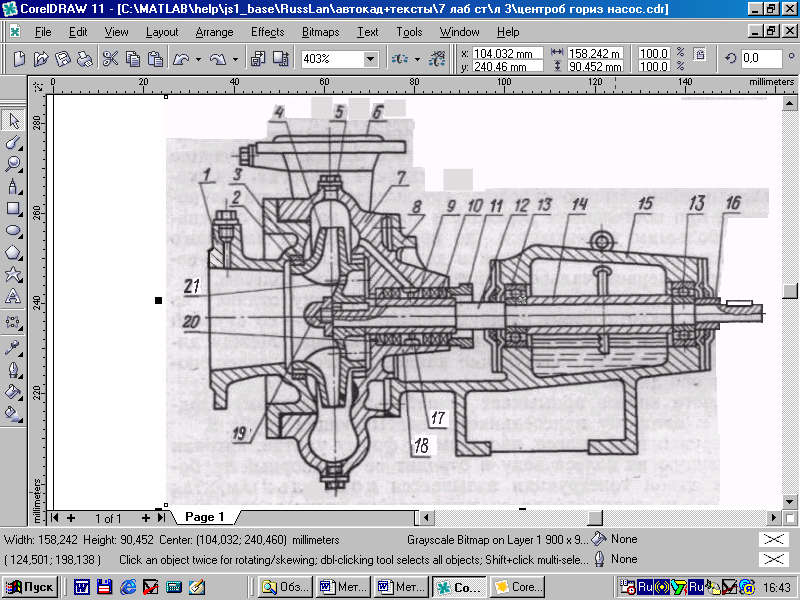 CorelDRAW 11 - [C:\MATLAB\help\js1_base\RussLan\автокад+тексты\7 лаб ст\л 3\центроб гориз насос.cdr]
File Edit View Layout Arrange Effects Bitmaps Text Tools Window Help
403%
x: 104.032 mm
y: 240.46 mm
158.242 m
90.452 mm
100.0 %
100.0 %
0,0
0 20 40 60 80 100 120 140 millimeters
280
260
240
220
millimeters
4 5 6
1 3 7
2 8 9 10 11 12 13 14 15 13 16
21
20
19 18 17
1 of 1
Page 1
Width: 158,242 Height: 90,452 Center: (104,032; 240,460) millimeters
Grayscale Bitmap on Layer 1 900 x 9...
None
( 124,501; 198,138 )
Click an object twice for rotating/skewing; dbl-clicking tool selects all objects; Shift+click multi-sele...
None
Пуск
Обз...
Мет...
Мет...
Co...
Core...
Ru
Ru
16:43